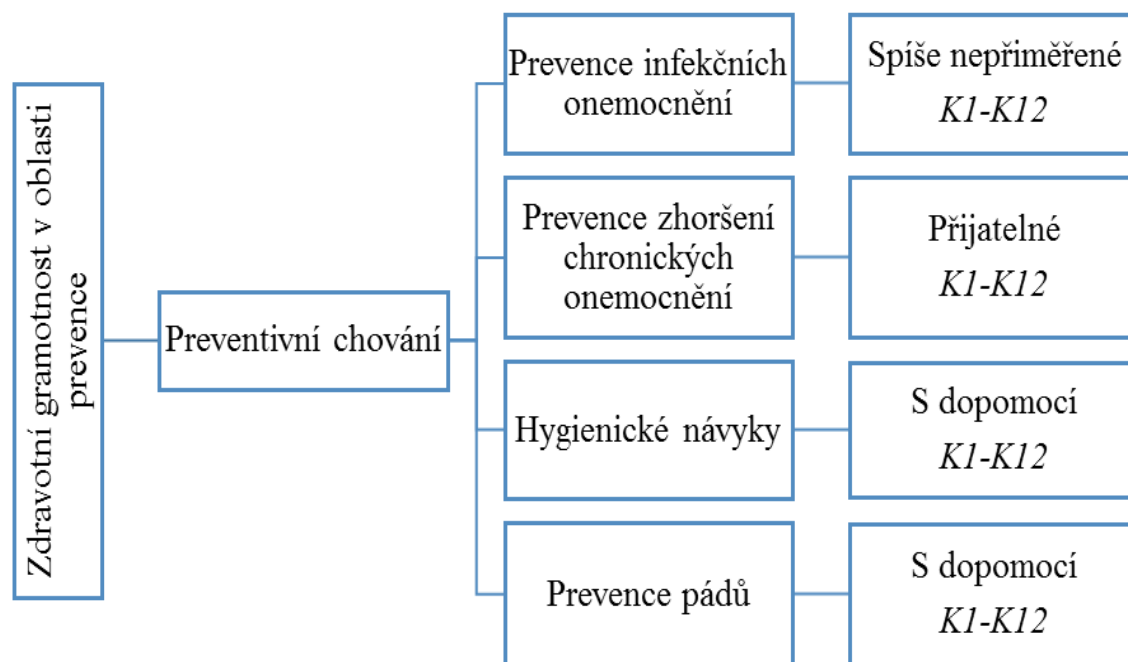 Zdravotní gramotnost v oblasti
prevence
Preventivní chování
Prevence infekčních
onemocnění
Spíše nepřiměřené
K1-K12
Prevence zhoršení
chronických
onemocnění
Přijatelné
K1-K12
Hygienické návyky
S dopomocí
K1-K12
Prevence pádů
S dopomocí
K1-K12